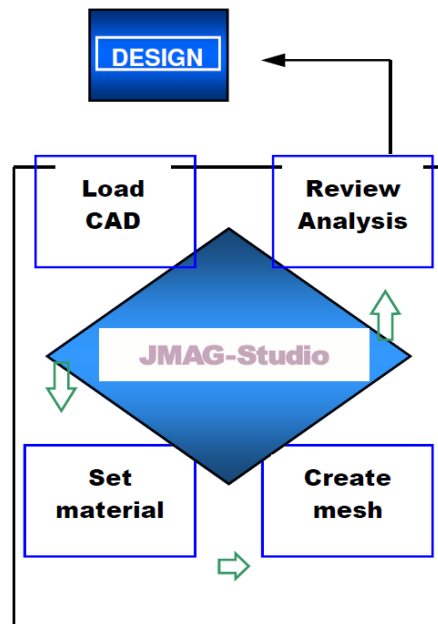 DESIGN
Load
CAD
Review
Analysis
JMAG-Studio
Set
material
Create
mesh